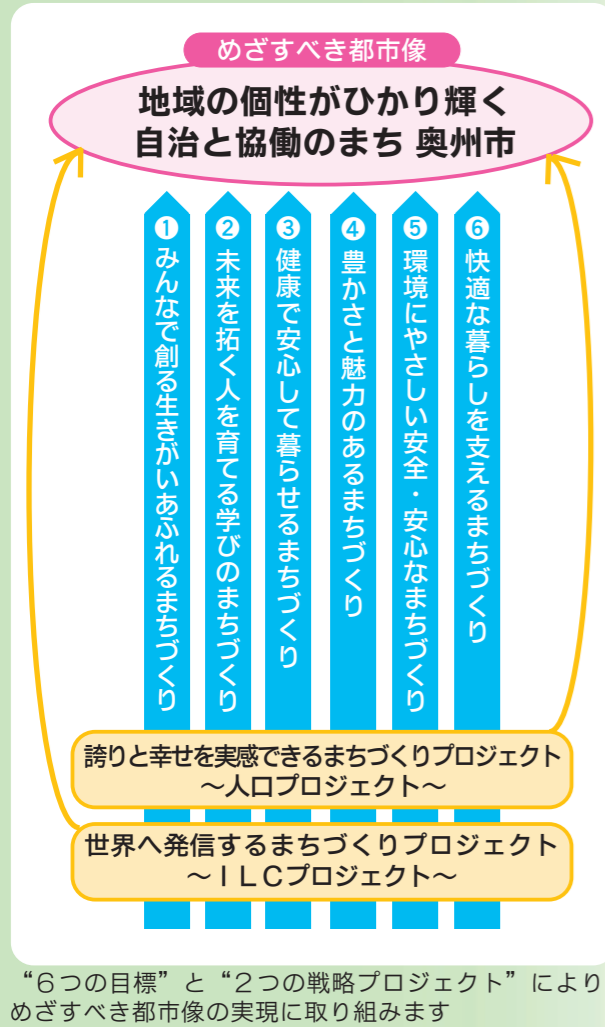 めざすべき都市像
地域の個性がひかり輝く
自治と協働のまち 奥州市
❶みんなで創る生きがいあふれるまちづくり
❷未来を拓く人を育てる学びのまちづくり
❸健康で安心して暮らせるまちづくり
❹豊かさと魅力のあるまちづくり
❺環境にやさしい安全・安心なまちづくり
❻快適な暮らしを支えるまちづくり
誇りと幸せを実感できるまちづくりプロジェクト
～人口プロジェクト～
世界へ発信するまちづくりプロジェクト
～ＩＬＣプロジェクト～
“６つの目標”と“２つの戦略プロジェクト”により
めざすべき都市像の実現に取り組みます